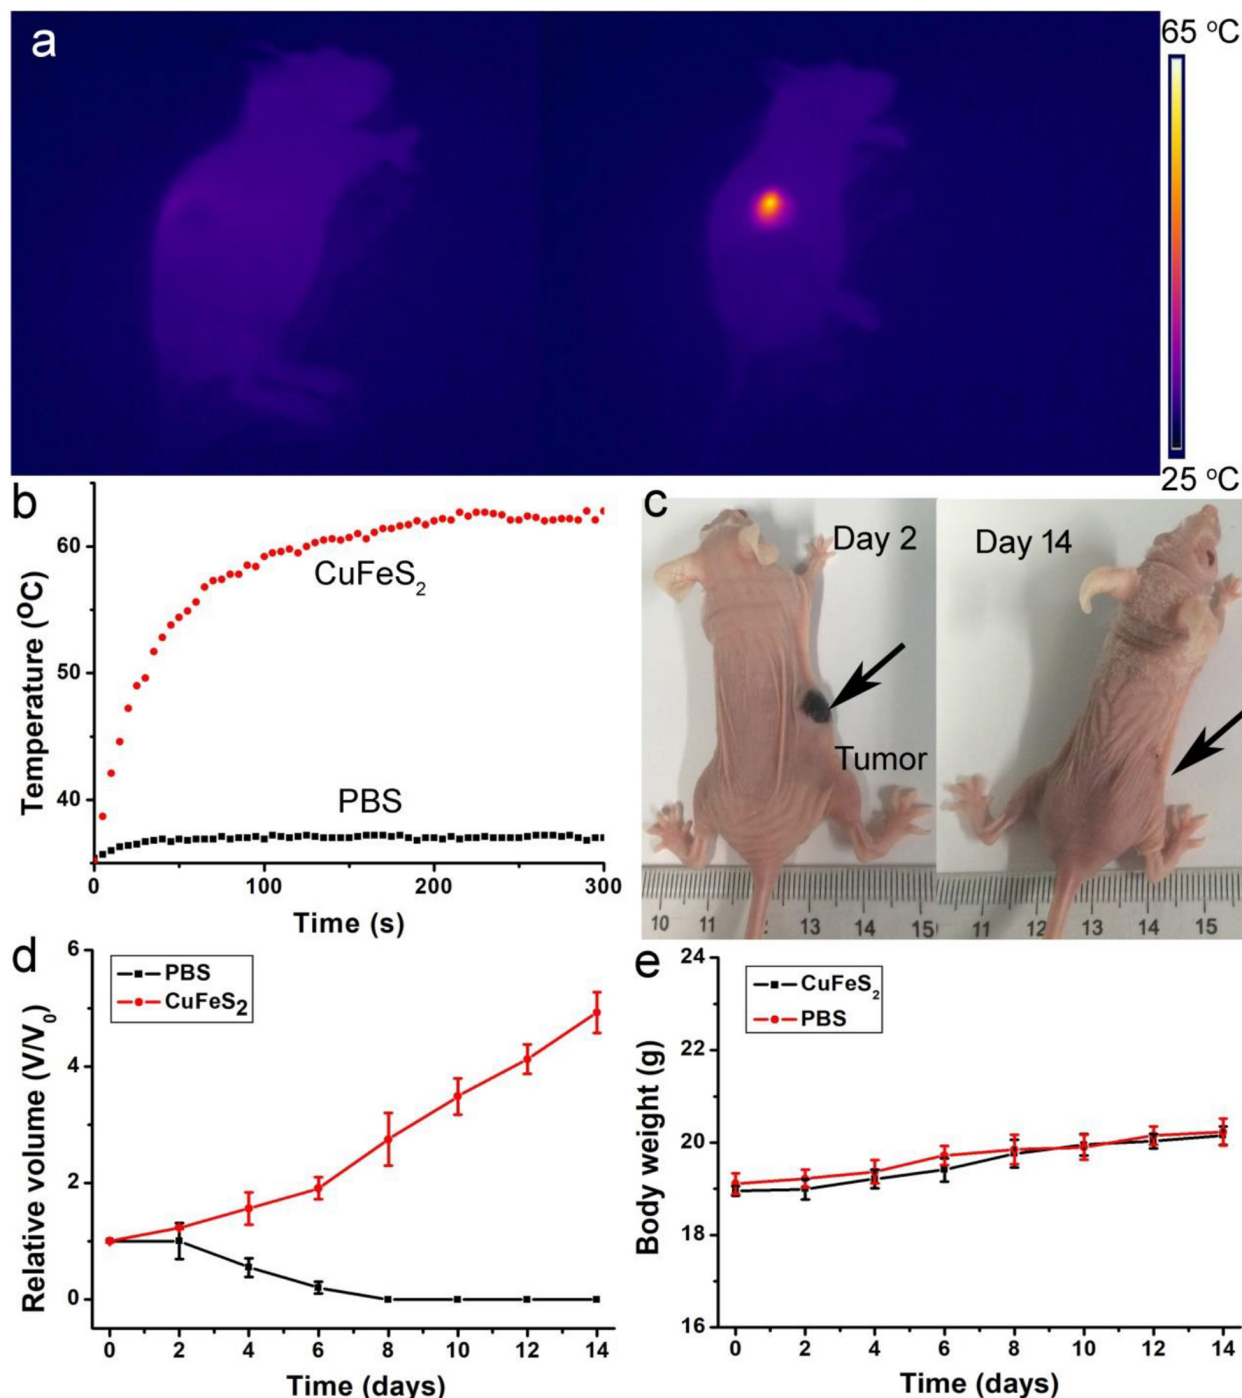 a
65 °C
25 °C
b
Temperature (°C)
60
50
40
CuFeS₂
PBS
0
100
200
300
Time (s)
c
Day 2
Day 14
Tumor
10 11 12 13 14 15
11 12 13 14 15
d
Relative volume (V/V₀)
6
4
2
0
PBS
CuFeS₂
0 2 4 6 8 10 12 14
Time (days)
e
Body weight (g)
24
22
20
18
16
CuFeS₂
PBS
0 2 4 6 8 10 12 14
Time (days)